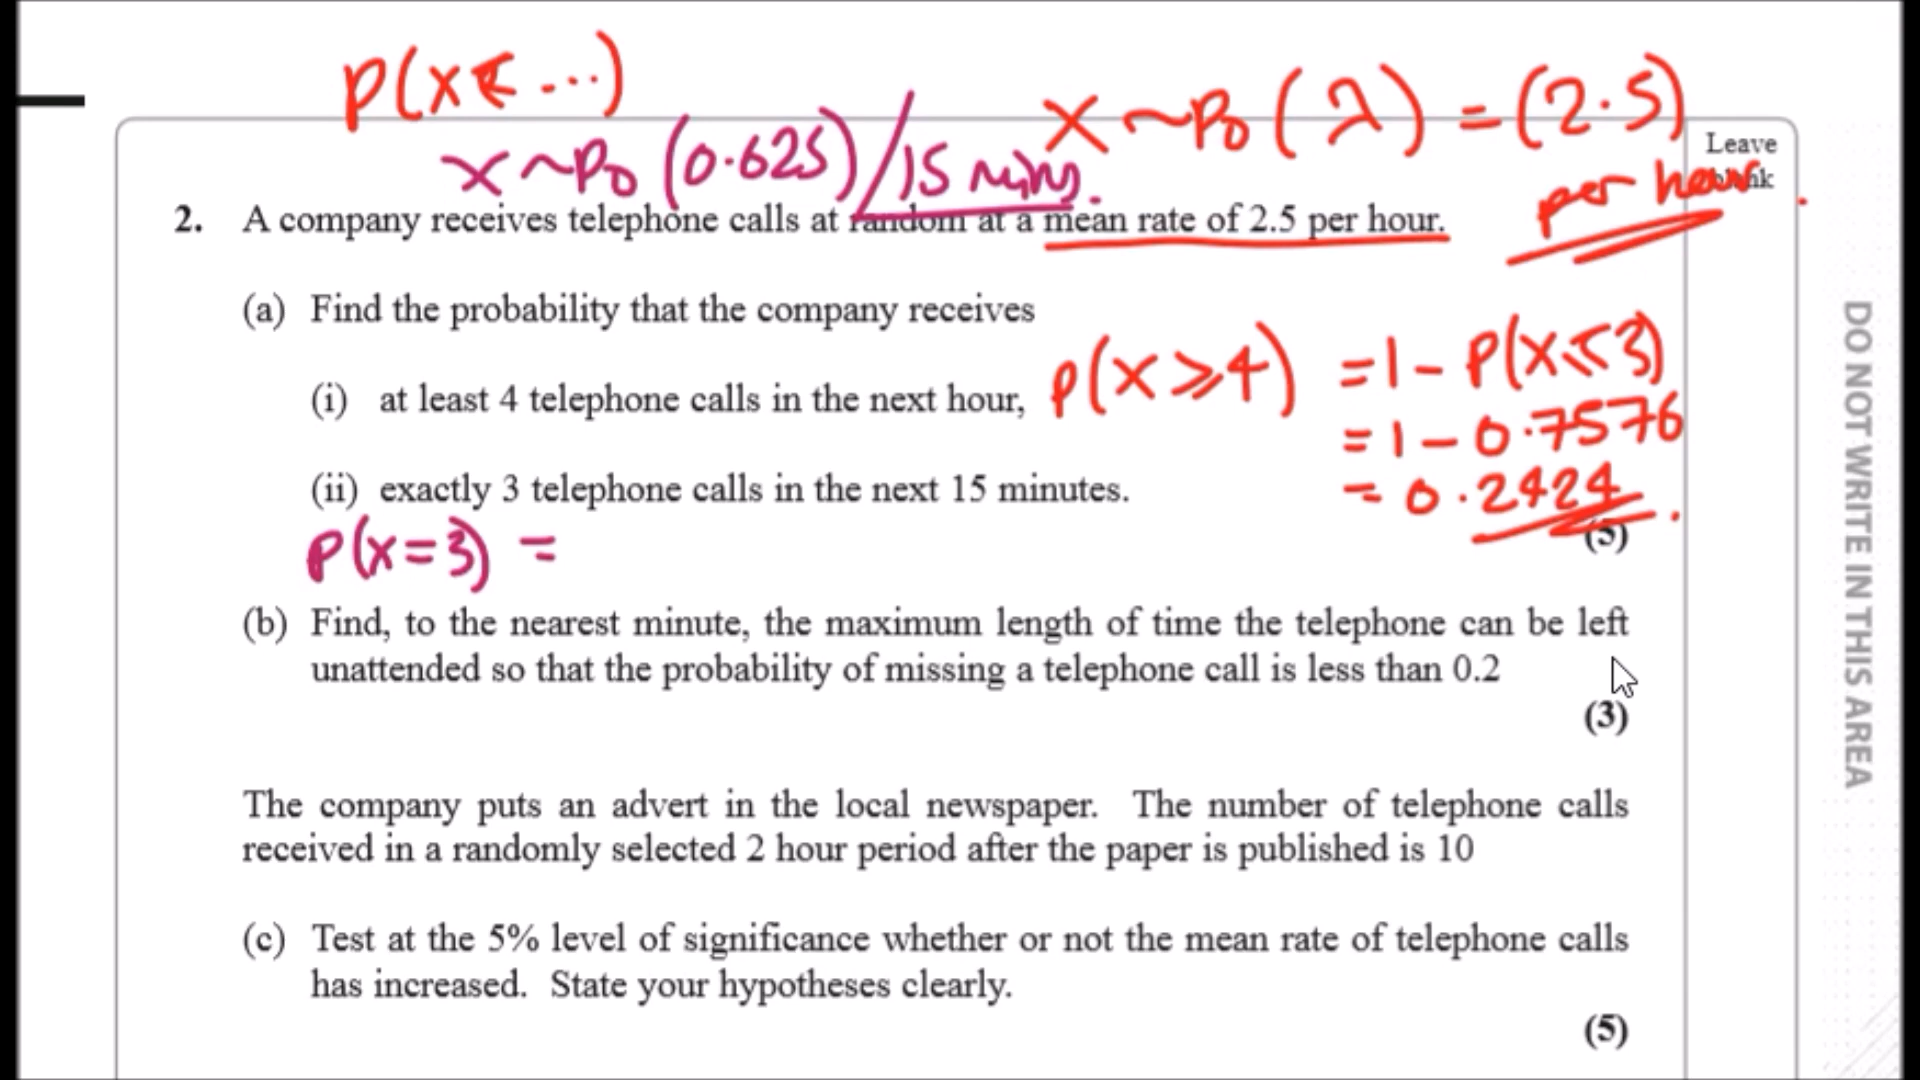 P(X≤...)
X~Po(λ) = (2.5)
per hour.
X~Po(0.625)/15 mins.
Leave
2. A company receives telephone calls at random at a mean rate of 2.5 per hour.
(a) Find the probability that the company receives
(i) at least 4 telephone calls in the next hour,
P(X≥4) = 1 - P(X≤3)
= 1 - 0.7576
= 0.2424.
(ii) exactly 3 telephone calls in the next 15 minutes.
(5)
P(X=3) =
(b) Find, to the nearest minute, the maximum length of time the telephone can be left
unattended so that the probability of missing a telephone call is less than 0.2
(3)
The company puts an advert in the local newspaper. The number of telephone calls
received in a randomly selected 2 hour period after the paper is published is 10
(c) Test at the 5% level of significance whether or not the mean rate of telephone calls
has increased. State your hypotheses clearly.
(5)
DO NOT WRITE IN THIS AREA